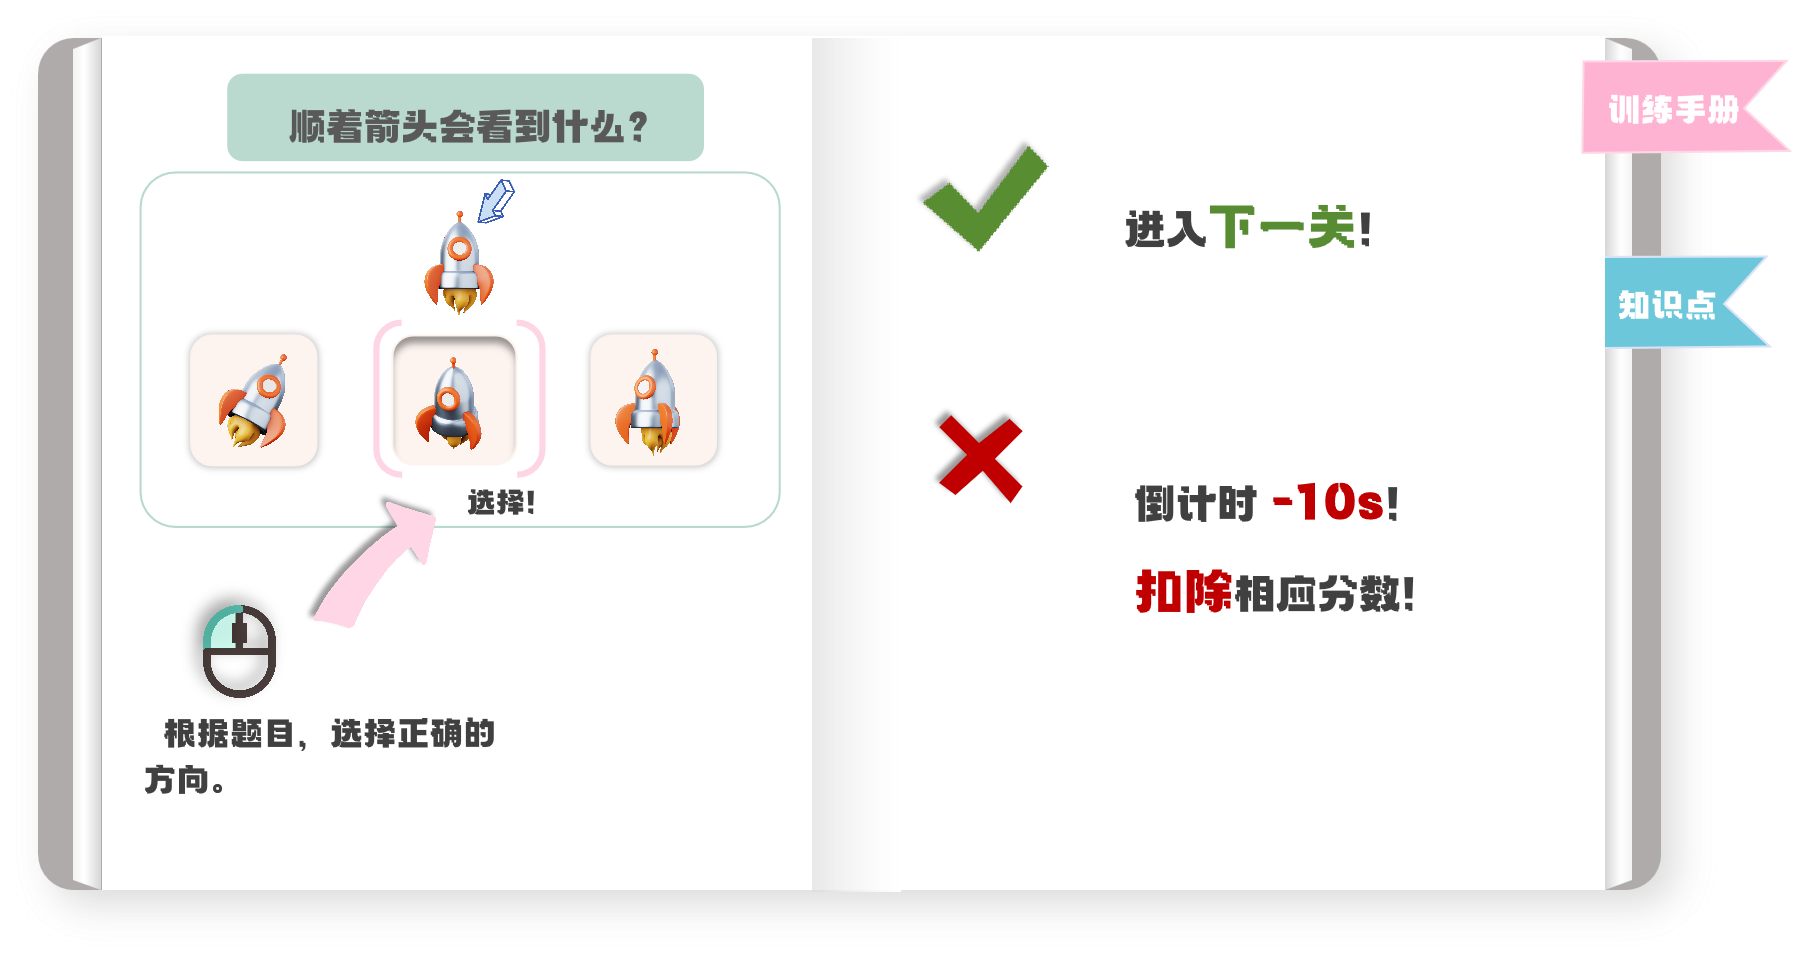 顺着箭头会看到什么?
选择!
根据题目，选择正确的
方向。
进入下一关!
倒计时 -10s!
扣除相应分数!
训练手册
知识点